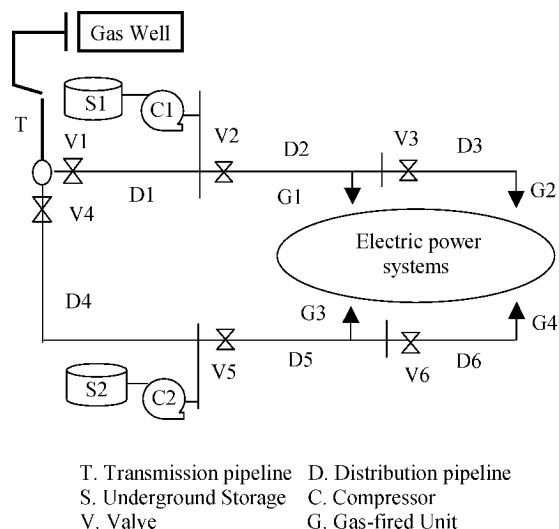 Gas Well
S1
C1
T
V1
V2
D2
V3
D3
D1
G1
G2
V4
Electric power
systems
D4
G3
G4
V5
D5
V6
D6
S2
C2
T. Transmission pipeline D. Distribution pipeline
S. Underground Storage C. Compressor
V. Valve G. Gas-fired Unit